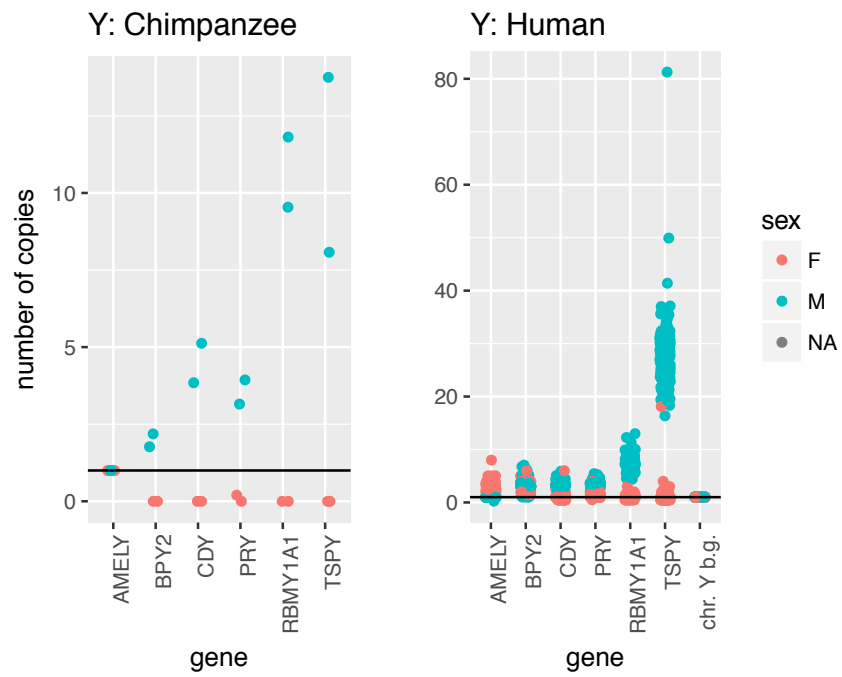 Y: Chimpanzee
number of copies
10
5
0
AMELY
BPY2
CDY
PRY
RBMY1A1
TSPY
gene
Y: Human
80
60
40
20
0
AMELY
BPY2
CDY
PRY
RBMY1A1
TSPY
chr. Y b.g.
gene
sex
F
M
NA